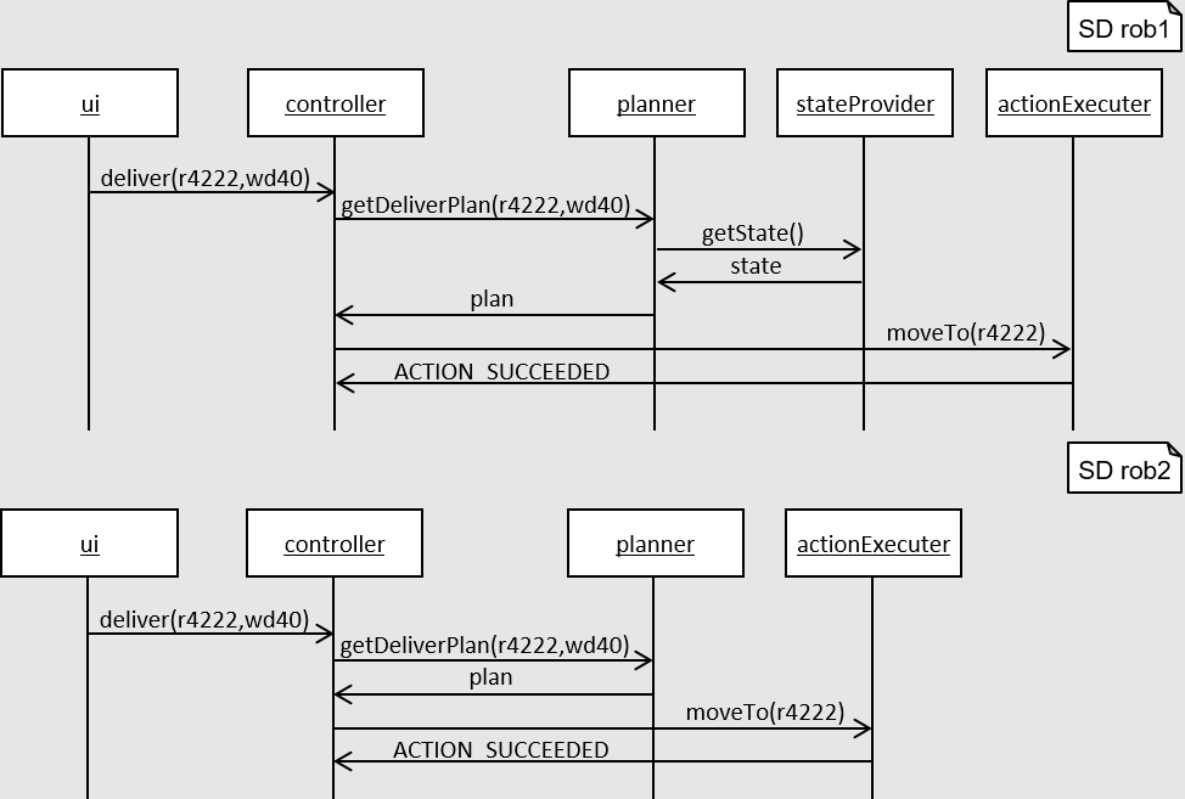 SD rob1
ui
controller
planner
stateProvider
actionExecuter
deliver(r4222,wd40)
getDeliverPlan(r4222,wd40)
getState()
state
plan
moveTo(r4222)
ACTION_SUCCEEDED
SD rob2
ui
controller
planner
actionExecuter
deliver(r4222,wd40)
getDeliverPlan(r4222,wd40)
plan
moveTo(r4222)
ACTION_SUCCEEDED